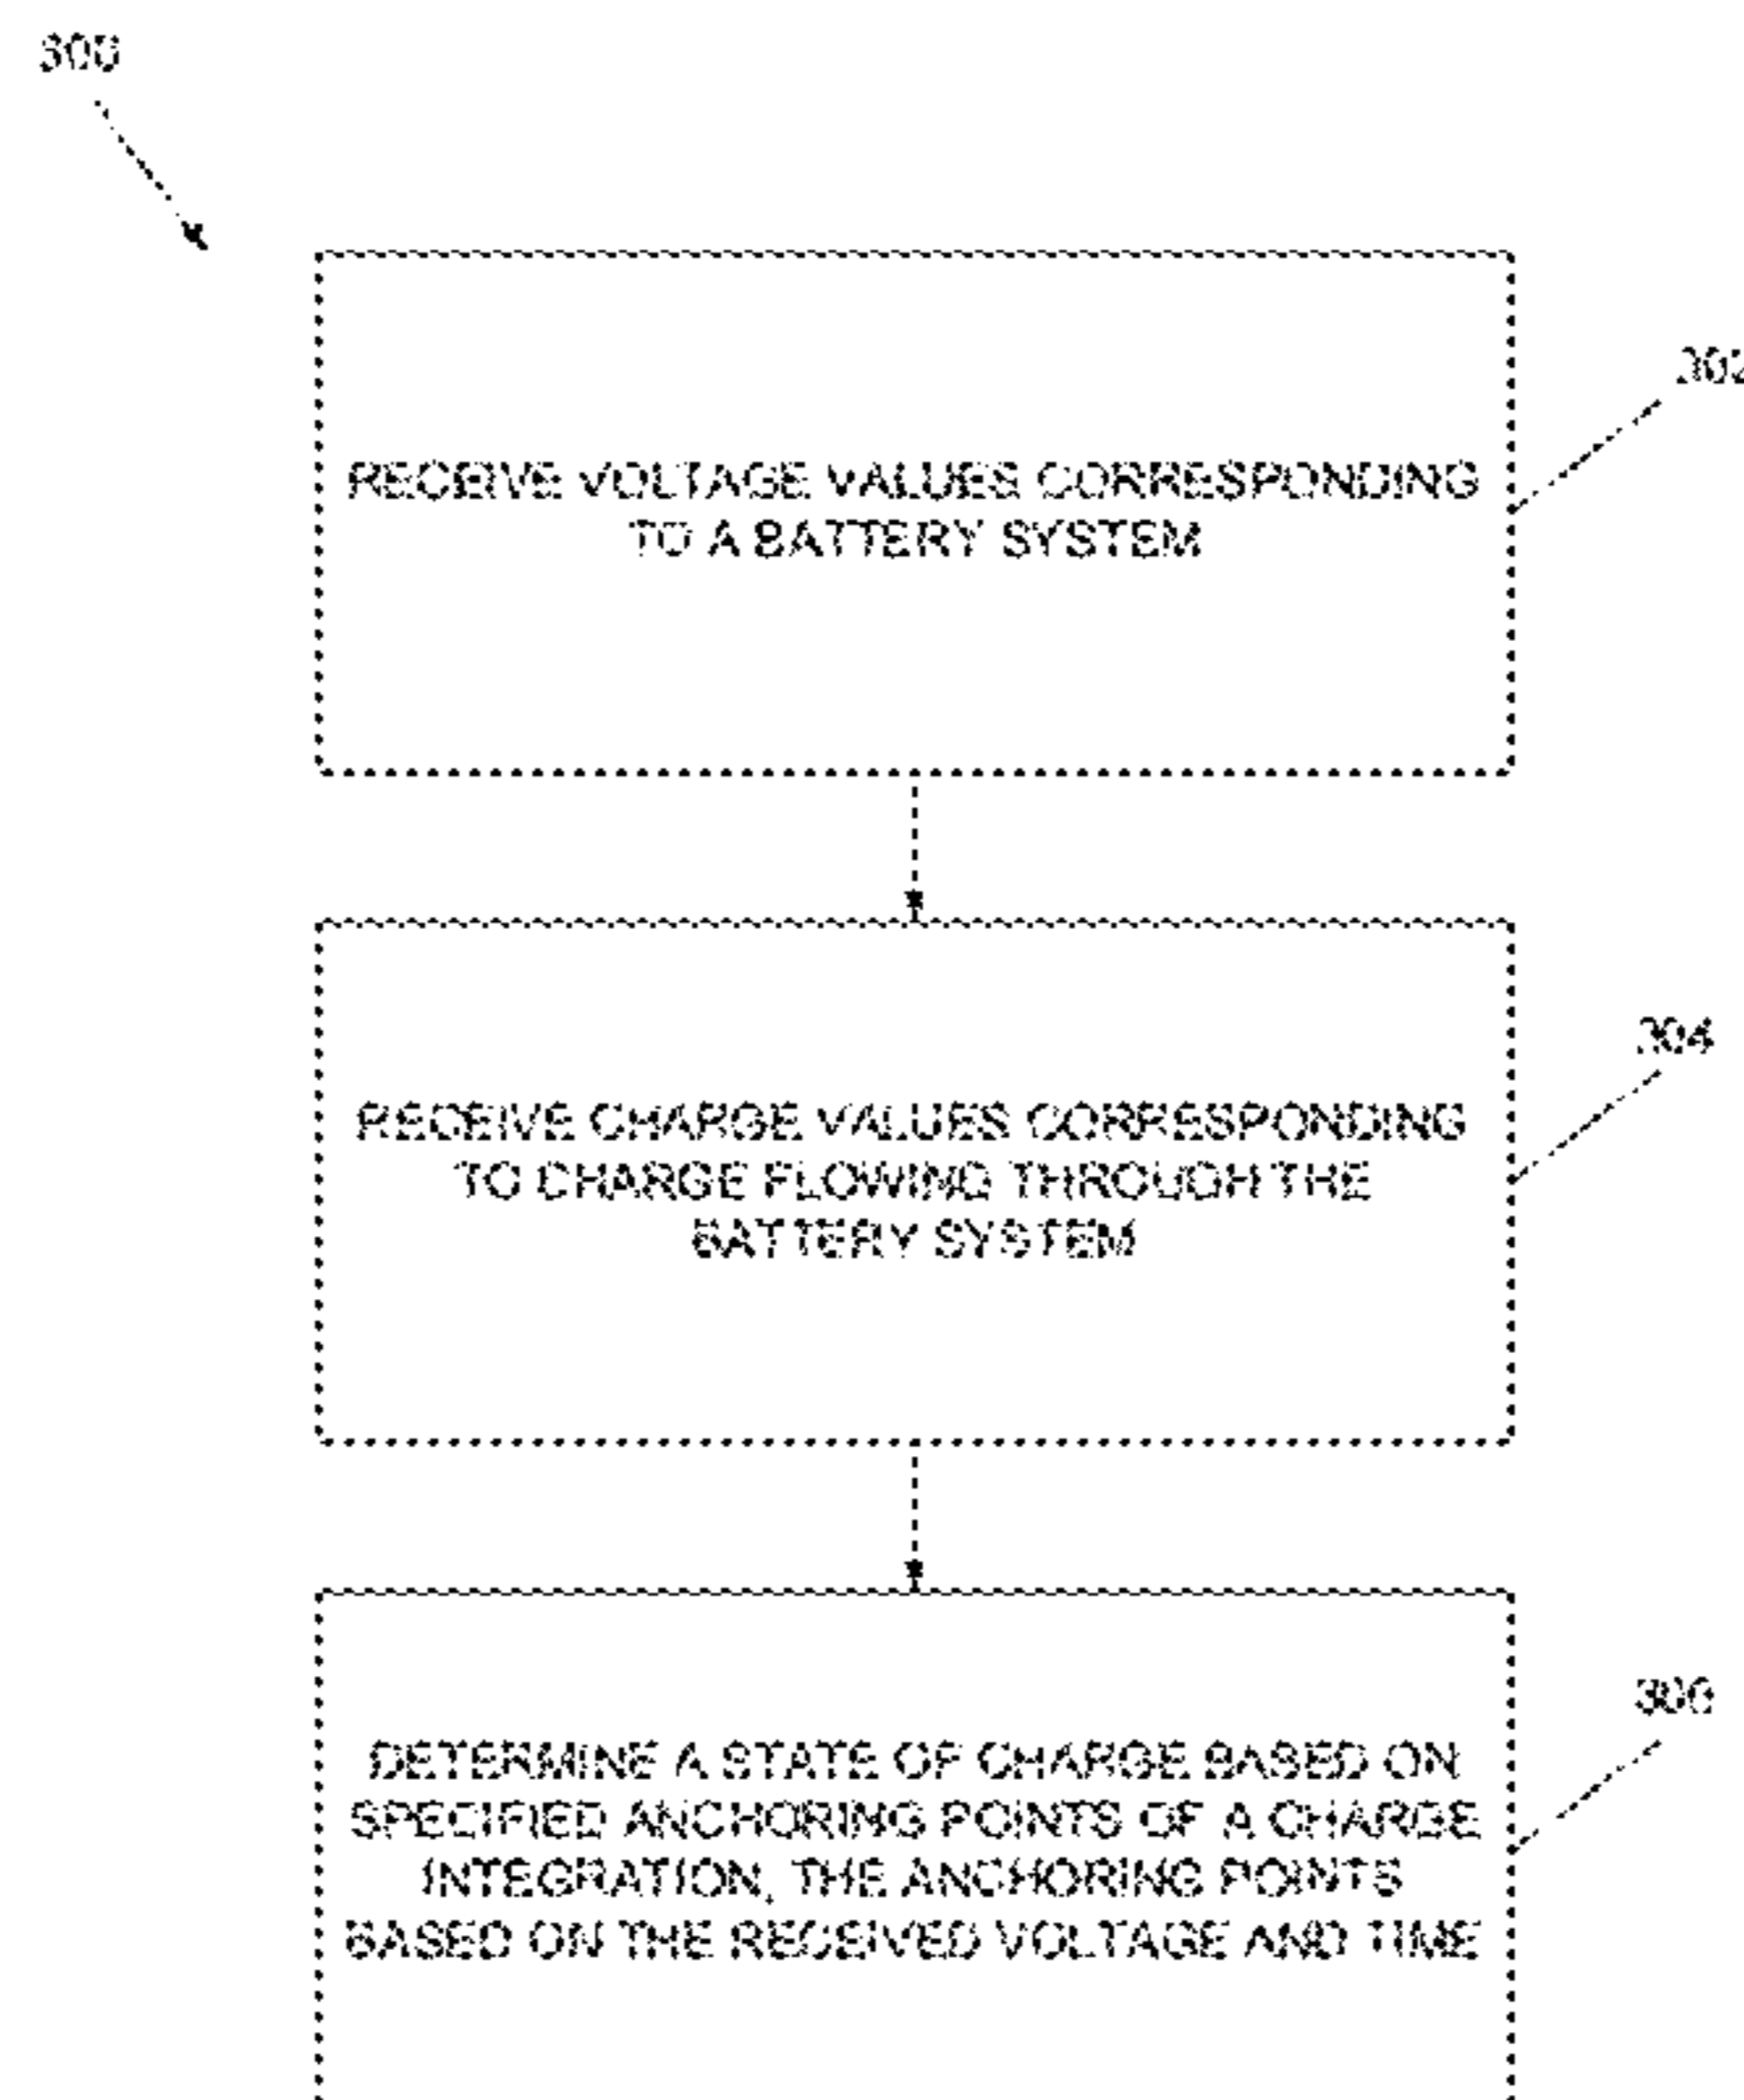 300
302
RECEIVE VOLTAGE VALUES CORRESPONDING
TO A BATTERY SYSTEM
304
RECEIVE CHARGE VALUES CORRESPONDING
TO CHARGE FLOWING THROUGH THE
BATTERY SYSTEM
306
DETERMINE A STATE OF CHARGE BASED ON
SPECIFIED ANCHORING POINTS OF A CHARGE
INTEGRATION, THE ANCHORING POINTS
BASED ON THE RECEIVED VOLTAGE AND TIME